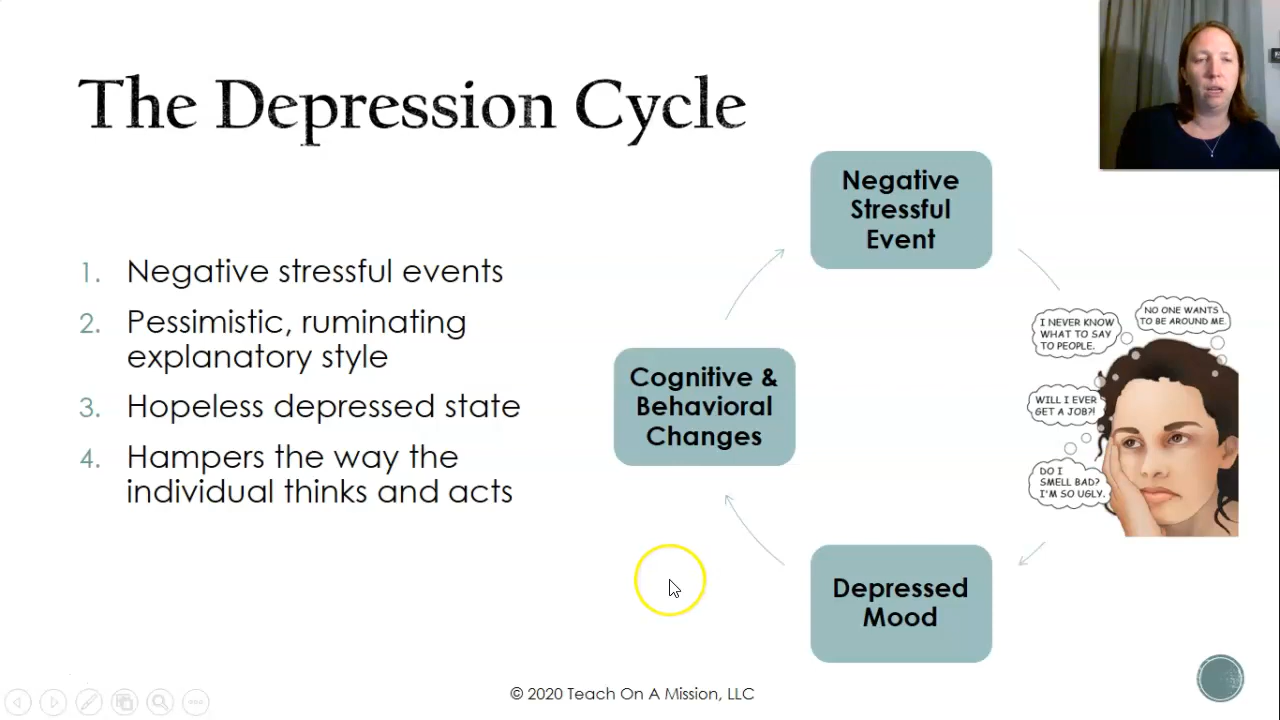 The Depression Cycle
1. Negative stressful events
2. Pessimistic, ruminating
explanatory style
3. Hopeless depressed state
4. Hampers the way the
individual thinks and acts
Negative
Stressful
Event
I NEVER KNOW
WHAT TO SAY
TO PEOPLE.
NO ONE WANTS
TO BE AROUND ME.
WILL I EVER
GET A JOB?!
DO I
SMELL BAD?
I'M SO UGLY.
Depressed
Mood
Cognitive &
Behavioral
Changes
© 2020 Teach On A Mission, LLC